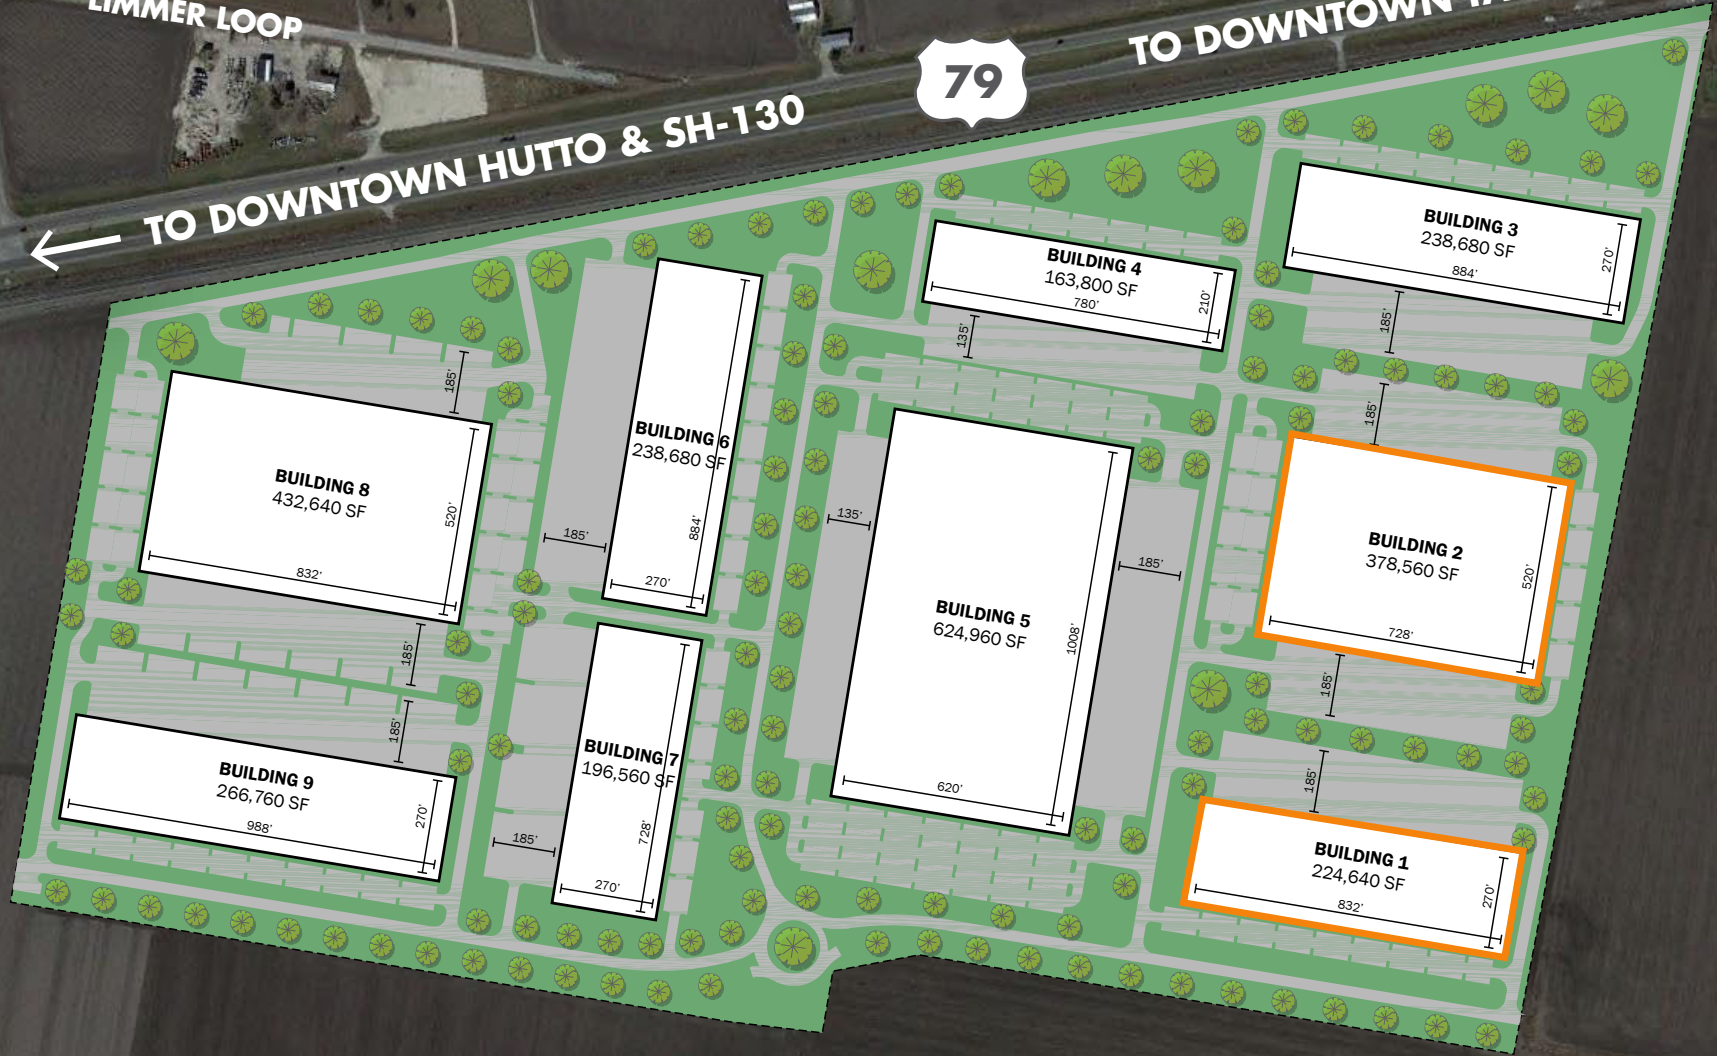 LIMMER LOOP
TO DOWNTOWN
79
TO DOWNTOWN HUTTO & SH-130
BUILDING 3
238,680 SF
884'
270'
185'
BUILDING 4
163,800 SF
780'
210'
135'
BUILDING 6
238,680 SF
884'
270'
185'
BUILDING 8
432,640 SF
832'
520'
185'
185'
BUILDING 2
378,560 SF
728'
520'
185'
185'
BUILDING 5
624,960 SF
620'
1008'
135'
185'
BUILDING 7
196,560 SF
728'
270'
185'
BUILDING 9
266,760 SF
988'
270'
185'
BUILDING 1
224,640 SF
832'
270'
185'